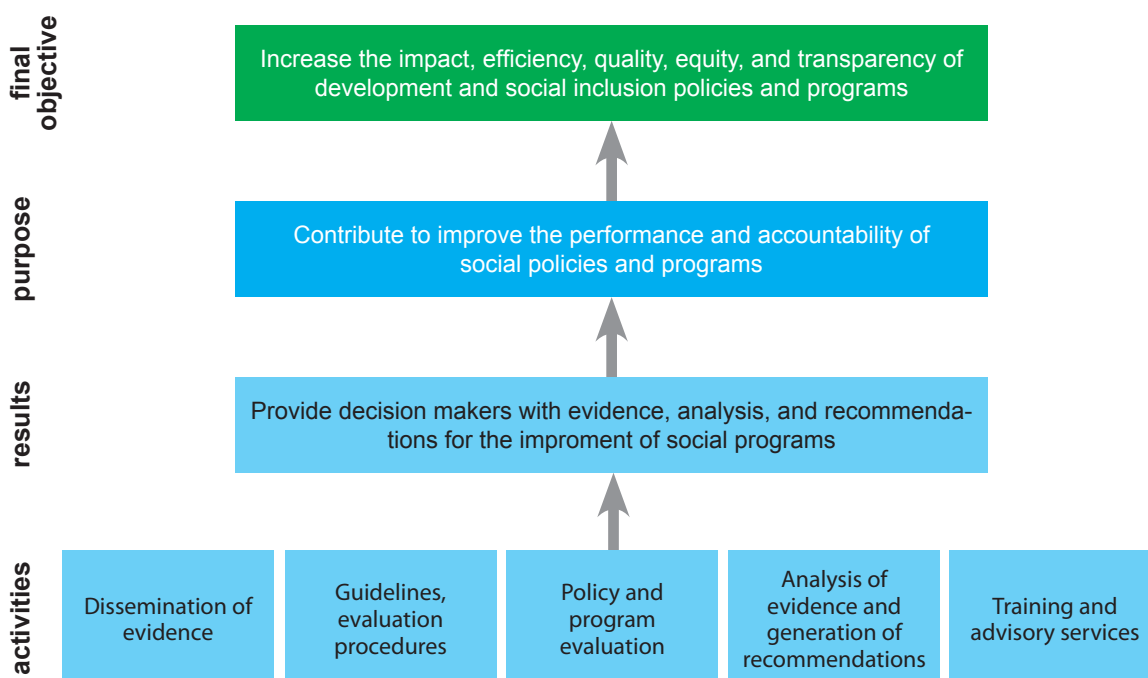 final
objective
Increase the impact, efficiency, quality, equity, and transparency of
development and social inclusion policies and programs
purpose
Contribute to improve the performance and accountability of
social policies and programs
results
Provide decision makers with evidence, analysis, and recommenda-
tions for the improment of social programs
activities
Dissemination of
evidence
Guidelines,
evaluation
procedures
Policy and
program
evaluation
Analysis of
evidence and
generation of
recommendations
Training and
advisory services